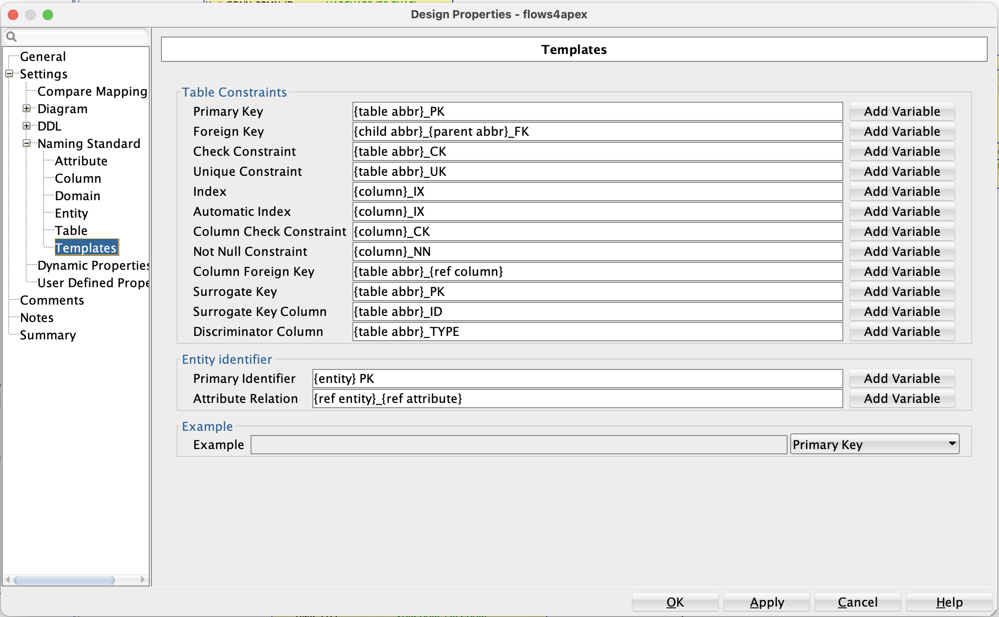 Design Properties - flows4apex
General
Settings
Compare Mapping
Diagram
DDL
Naming Standard
Attribute
Column
Domain
Entity
Table
Templates
Dynamic Properties
User Defined Prope
Comments
Notes
Summary
Templates
Table Constraints
Primary Key {table abbr}_PK Add Variable
Foreign Key {child abbr}_{parent abbr}_FK Add Variable
Check Constraint {table abbr}_CK Add Variable
Unique Constraint {table abbr}_UK Add Variable
Index {column}_IX Add Variable
Automatic Index {column}_IX Add Variable
Column Check Constraint {column}_CK Add Variable
Not Null Constraint {column}_NN Add Variable
Column Foreign Key {table abbr}_{ref column} Add Variable
Surrogate Key {table abbr}_PK Add Variable
Surrogate Key Column {table abbr}_ID Add Variable
Discriminator Column {table abbr}_TYPE Add Variable
Entity identifier
Primary Identifier {entity} PK Add Variable
Attribute Relation {ref entity}_{ref attribute} Add Variable
Example
Example Primary Key
OK Apply Cancel Help